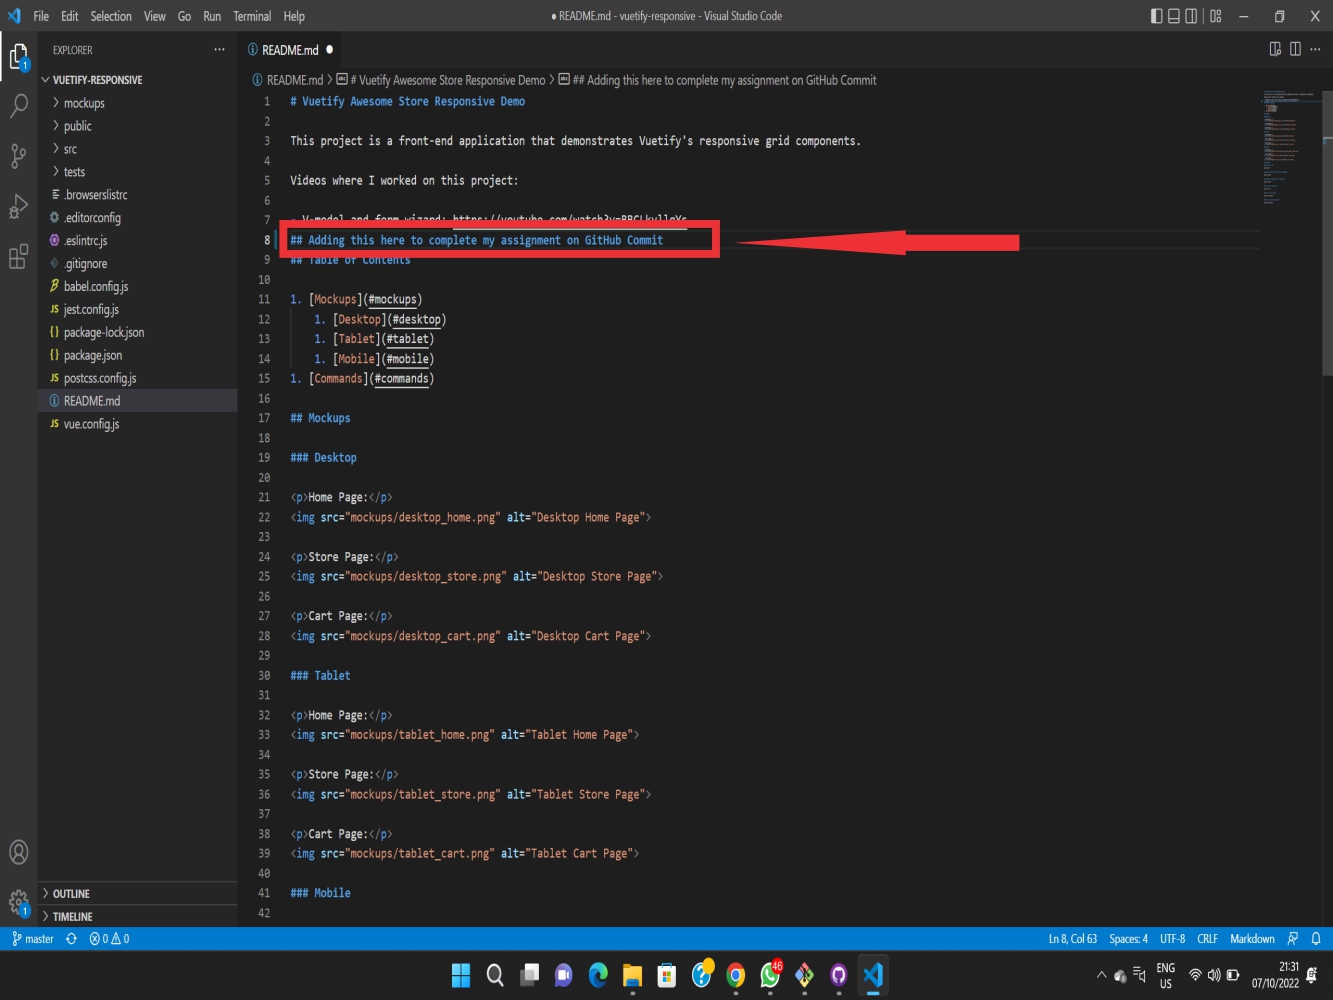 File Edit Selection View Go Run Terminal Help
● README.md - vuetify-responsive - Visual Studio Code
EXPLORER
VUETIFY-RESPONSIVE
mockups
public
src
tests
.browserslistrc
.editorconfig
.eslintrc.js
.gitignore
babel.config.js
JS jest.config.js
{} package-lock.json
{} package.json
JS postcss.config.js
README.md
JS vue.config.js
OUTLINE
TIMELINE
1
1
README.md ●
README.md > # Vuetify Awesome Store Responsive Demo > ## Adding this here to complete my assignment on GitHub Commit
1 # Vuetify Awesome Store Responsive Demo
2
3 This project is a front-end application that demonstrates Vuetify's responsive grid components.
4
5 Videos where I worked on this project:
6
7 - V-model and form wizard:
8 ## Adding this here to complete my assignment on GitHub Commit
9 ## Table of Contents
10
11 1. [Mockups](#mockups)
12 1. [Desktop](#desktop)
13 1. [Tablet](#tablet)
14 1. [Mobile](#mobile)
15 1. [Commands](#commands)
16
17 ## Mockups
18
19 ### Desktop
20
21 <p>Home Page:</p>
22 <img src="mockups/desktop_home.png" alt="Desktop Home Page">
23
24 <p>Store Page:</p>
25 <img src="mockups/desktop_store.png" alt="Desktop Store Page">
26
27 <p>Cart Page:</p>
28 <img src="mockups/desktop_cart.png" alt="Desktop Cart Page">
29
30 ### Tablet
31
32 <p>Home Page:</p>
33 <img src="mockups/tablet_home.png" alt="Tablet Home Page">
34
35 <p>Store Page:</p>
36 <img src="mockups/tablet_store.png" alt="Tablet Store Page">
37
38 <p>Cart Page:</p>
39 <img src="mockups/tablet_cart.png" alt="Tablet Cart Page">
40
41 ### Mobile
42
master 0 0
Ln 8, Col 63 Spaces: 4 UTF-8 CRLF Markdown
46
ENG
US
21:31
07/10/2022